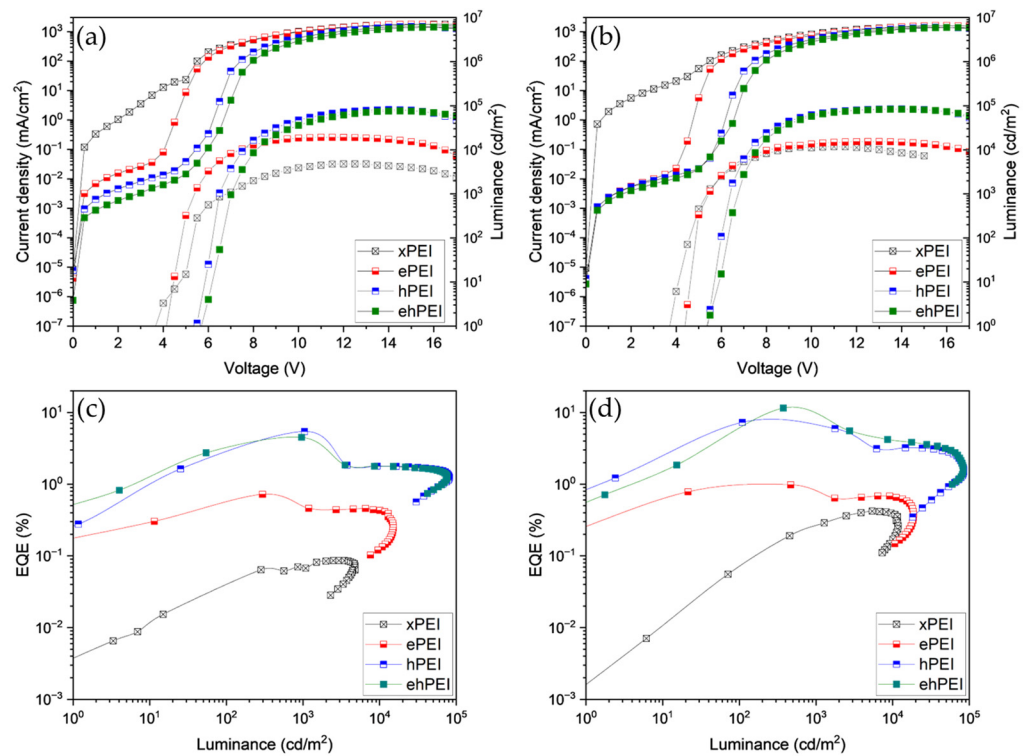 (a)
Current density (mA/cm²)
10³
10²
10¹
10⁰
10⁻¹
10⁻²
10⁻³
10⁻⁴
10⁻⁵
10⁻⁶
10⁻⁷
10⁷
10⁶
10⁵
10⁴
10³
10²
10¹
10⁰
Luminance (cd/m²)
xPEI
ePEI
hPEI
ehPEI
0 2 4 6 8 10 12 14 16
Voltage (V)
(b)
Current density (mA/cm²)
10³
10²
10¹
10⁰
10⁻¹
10⁻²
10⁻³
10⁻⁴
10⁻⁵
10⁻⁶
10⁻⁷
10⁷
10⁶
10⁵
10⁴
10³
10²
10¹
10⁰
Luminance (cd/m²)
xPEI
ePEI
hPEI
ehPEI
0 2 4 6 8 10 12 14 16
Voltage (V)
(c)
EQE (%)
10¹
10⁰
10⁻¹
10⁻²
10⁻³
xPEI
ePEI
hPEI
ehPEI
10⁰ 10¹ 10² 10³ 10⁴ 10⁵
Luminance (cd/m²)
(d)
EQE (%)
10¹
10⁰
10⁻¹
10⁻²
10⁻³
xPEI
ePEI
hPEI
ehPEI
10⁰ 10¹ 10² 10³ 10⁴ 10⁵
Luminance (cd/m²)